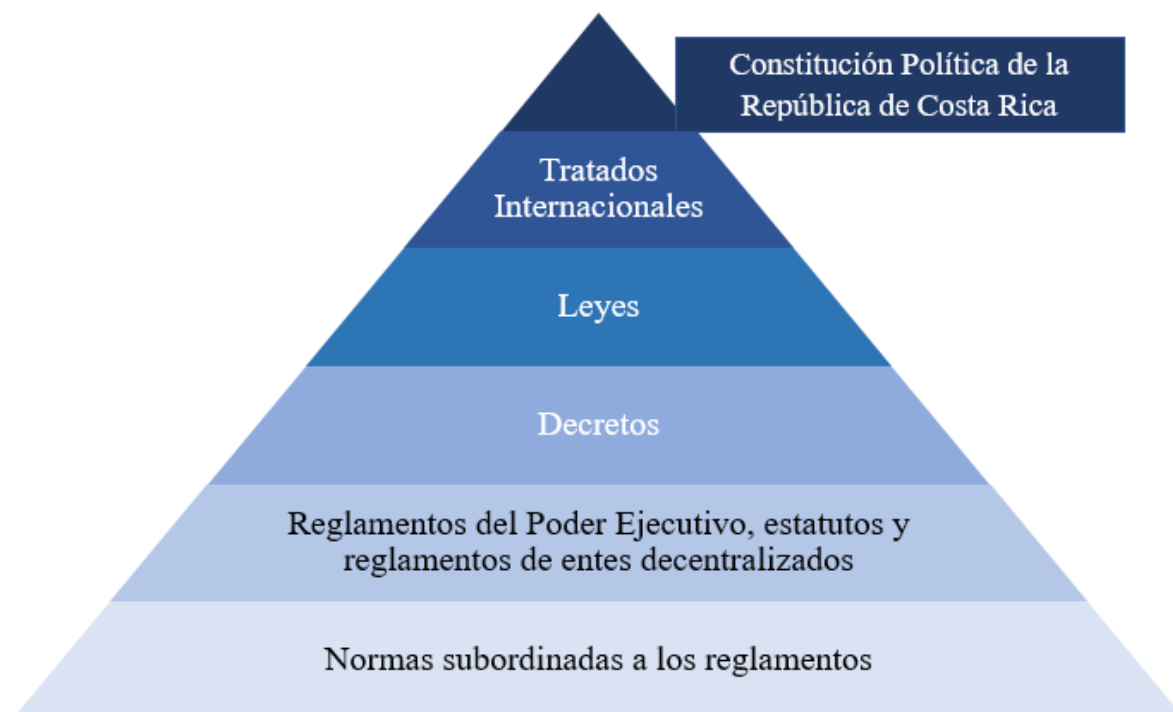 Constitución Política de la
República de Costa Rica
Tratados
Internacionales
Leyes
Decretos
Reglamentos del Poder Ejecutivo, estatutos y
reglamentos de entes decentralizados
Normas subordinadas a los reglamentos